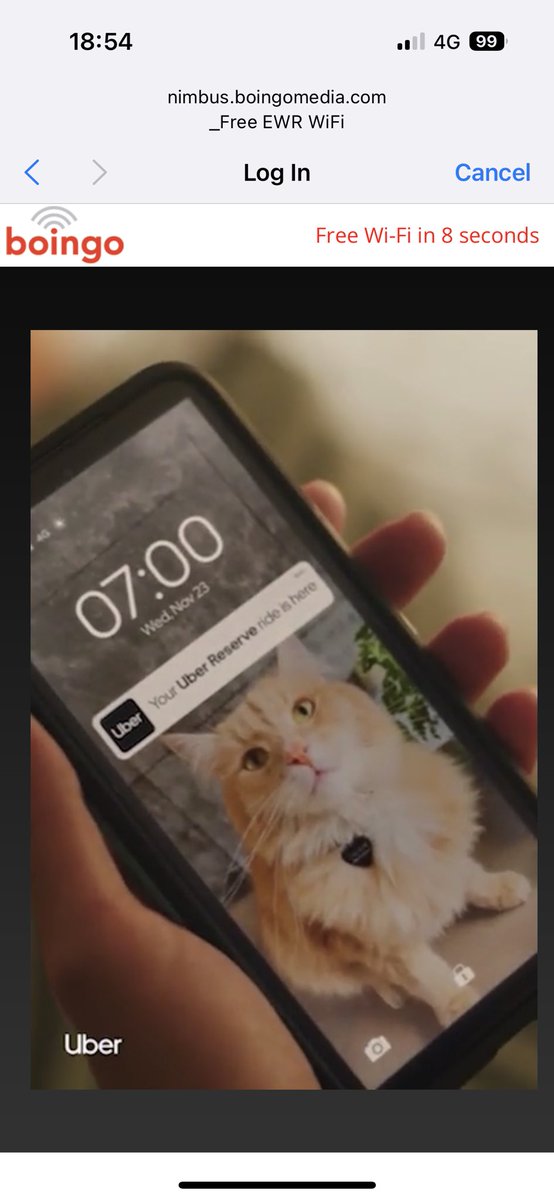 18:54
4G 99
nimbus.boingomedia.com
_Free EWR WiFi
Log In
Cancel
boingo
Free Wi-Fi in 8 seconds
4G
07:00
Wed, Nov 23
Your Uber Reserve ride is here
Uber
Uber